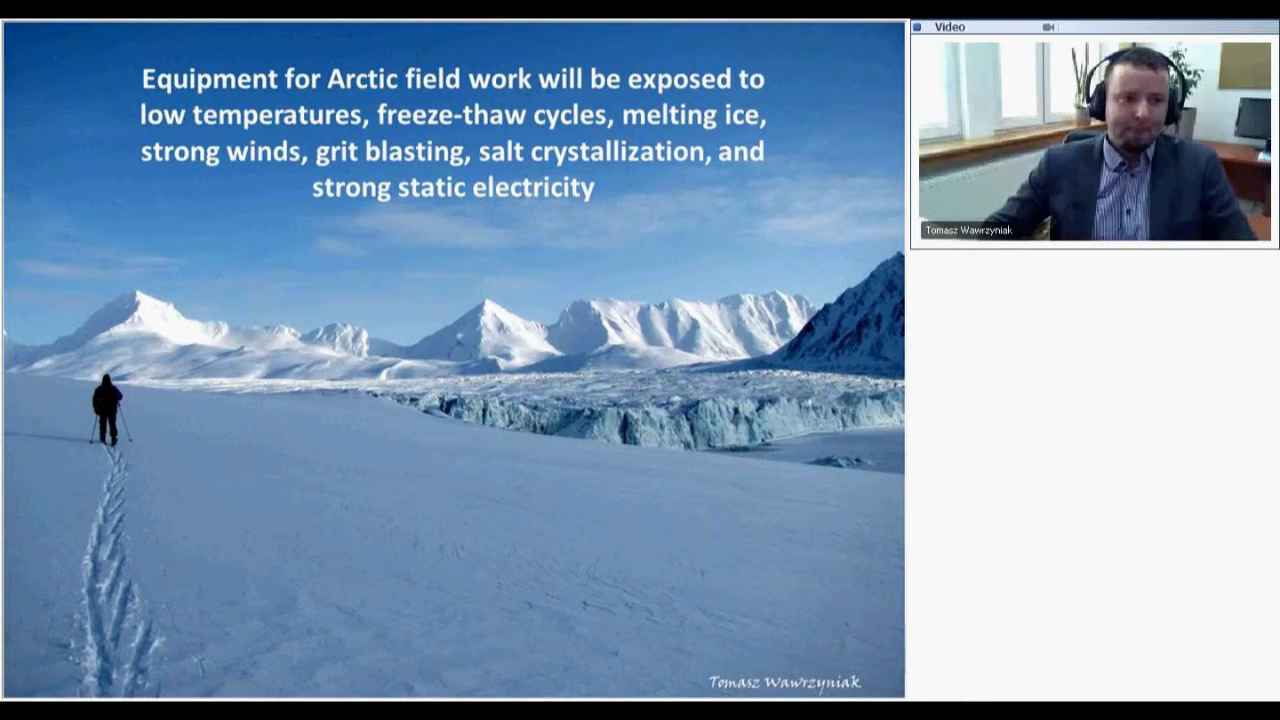 Equipment for Arctic field work will be exposed to
low temperatures, freeze-thaw cycles, melting ice,
strong winds, grit blasting, salt crystallization, and
strong static electricity
Tomasz Wawrzyniak
Video
Tomasz Wawrzyniak